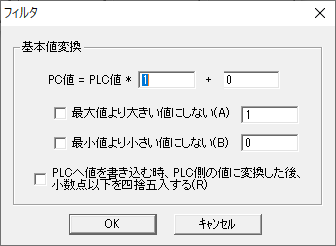 フィルタ
基本値変換
PC値 = PLC値 * 1 + 0
最大値より大きい値にしない(A) 1
最小値より小さい値にしない(B) 0
PLCへ値を書き込む時、PLC側の値に変換した後、
小数点以下を四捨五入する(R)
OK キャンセル